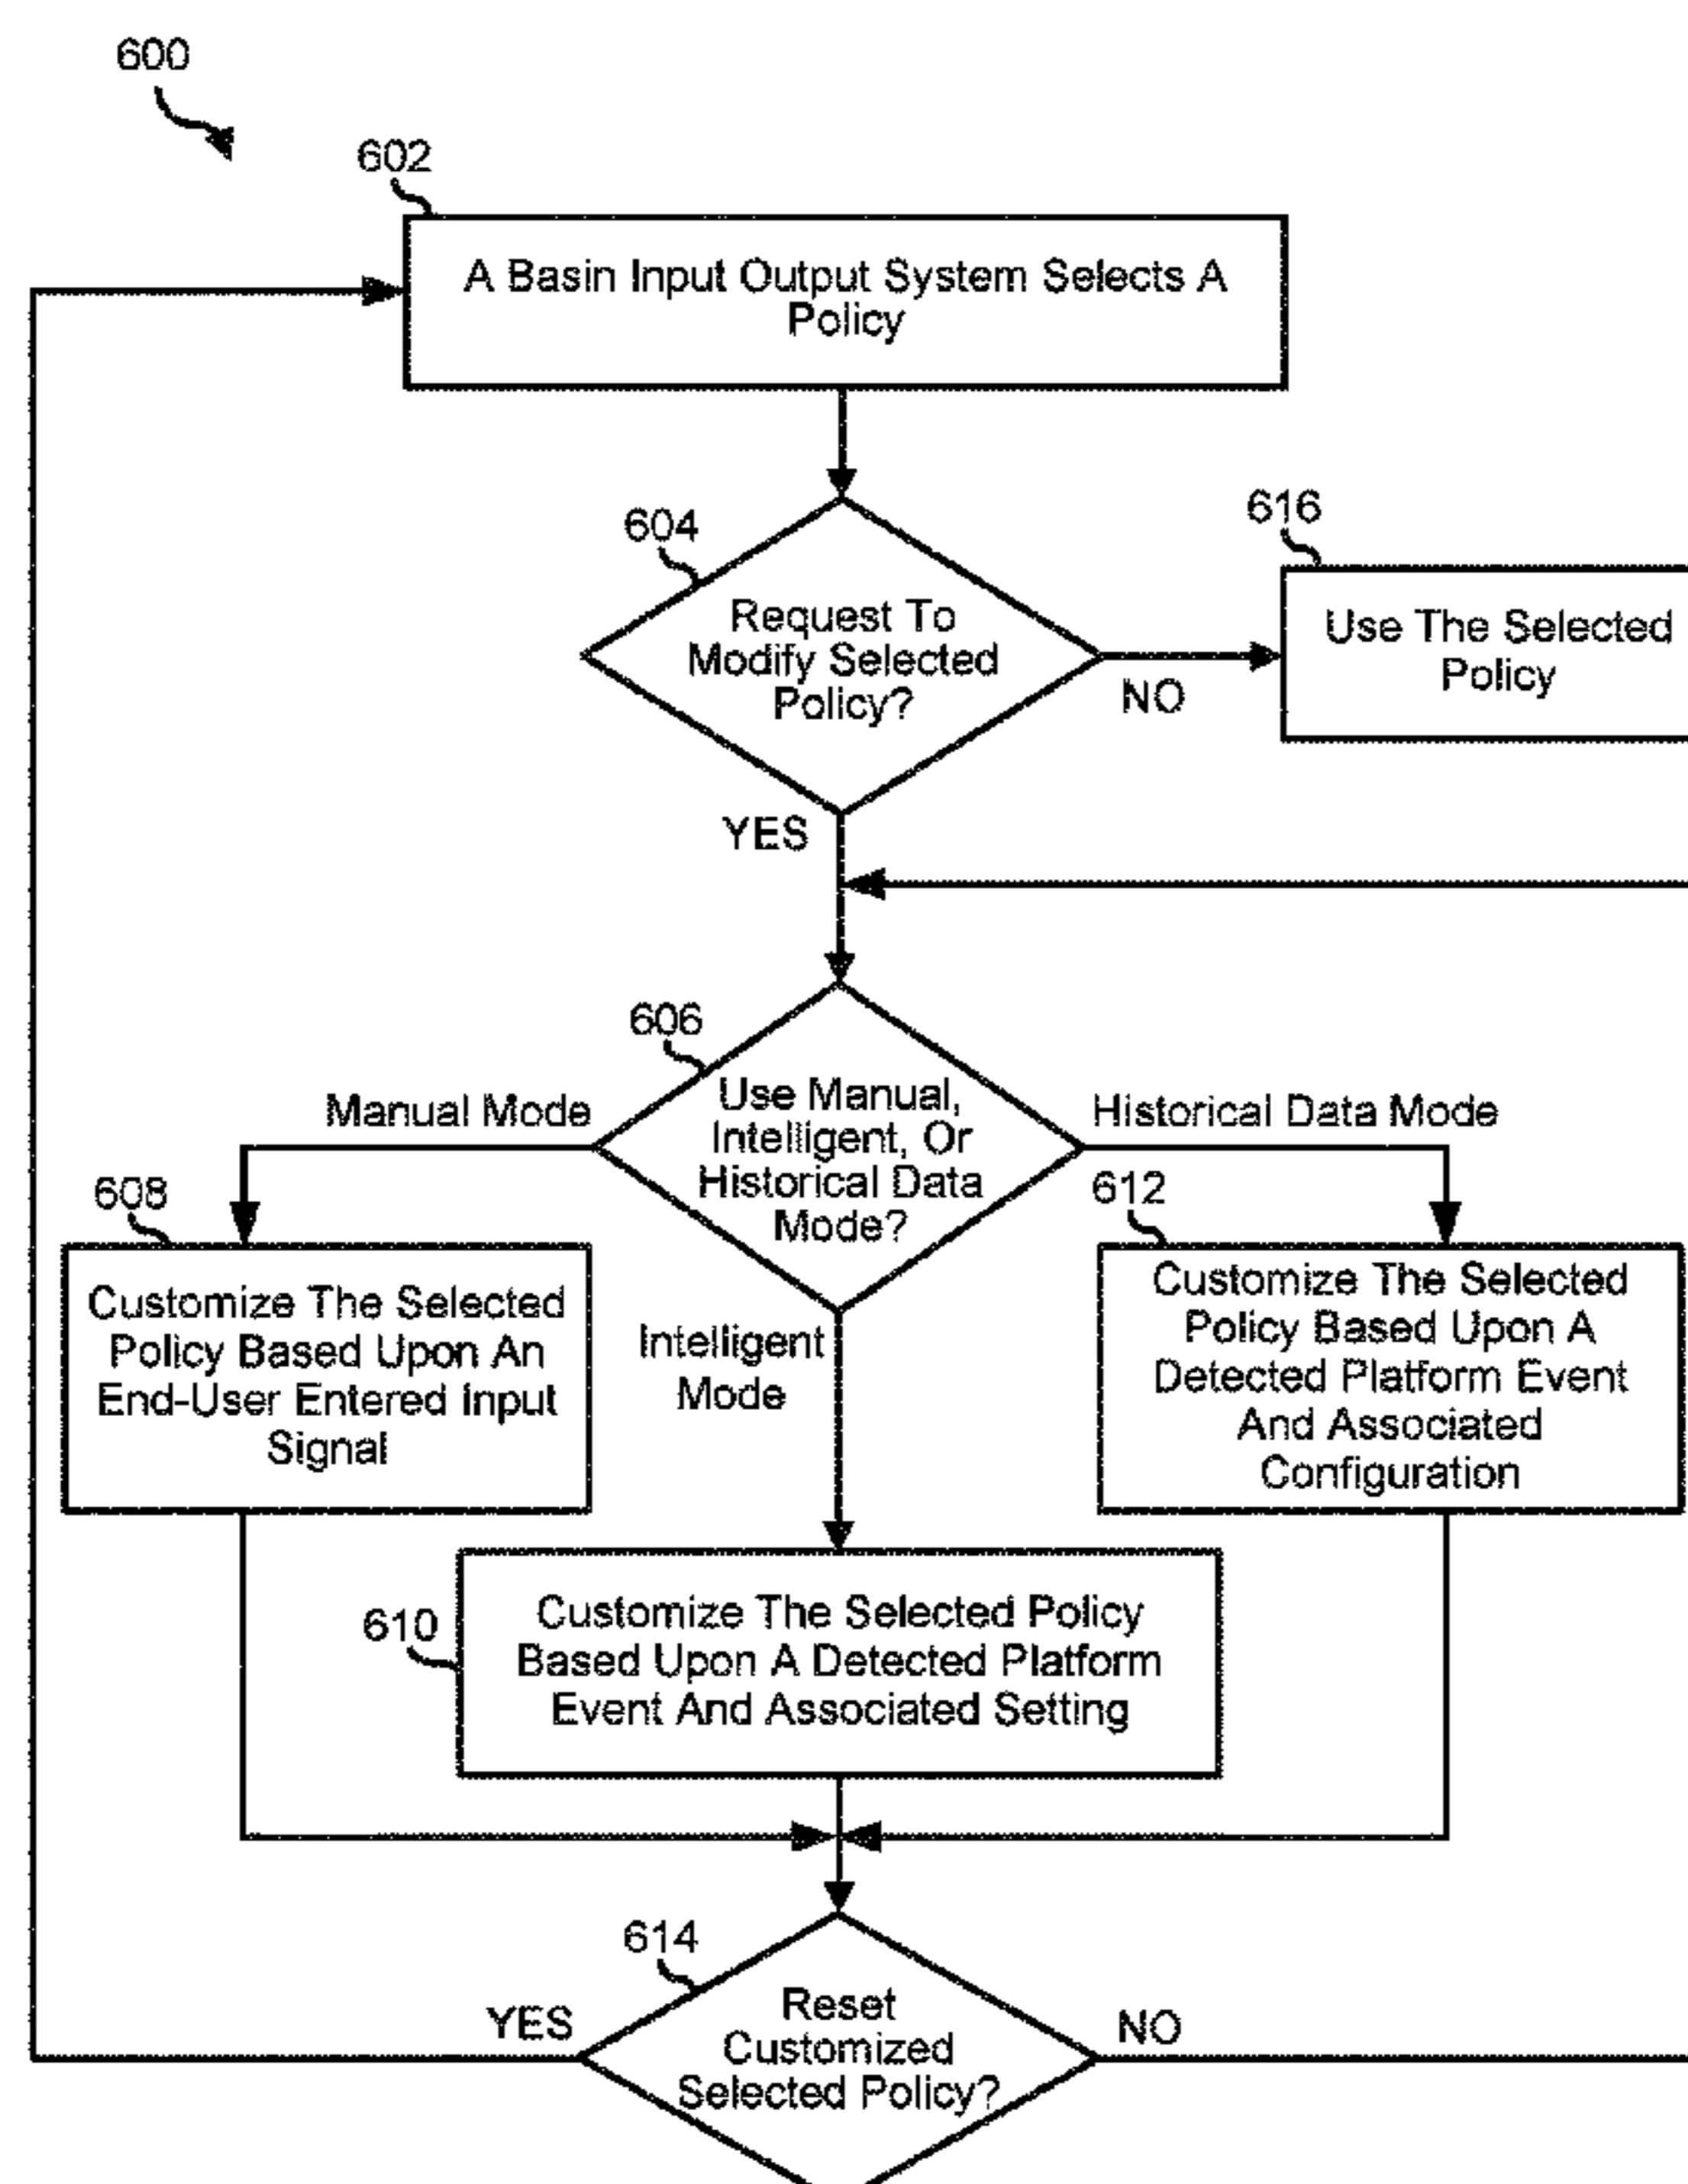 600
602
A Basin Input Output System Selects A
Policy
604
Request To
Modify Selected
Policy?
NO
616
Use The Selected
Policy
YES
606
Use Manual,
Intelligent, Or
Historical Data
Mode?
Manual Mode
Historical Data Mode
608
Customize The Selected
Policy Based Upon An
End-User Entered Input
Signal
Intelligent
Mode
612
Customize The Selected
Policy Based Upon A
Detected Platform Event
And Associated
Configuration
610
Customize The Selected Policy
Based Upon A Detected Platform
Event And Associated Setting
614
Reset
Customized
Selected Policy?
YES
NO